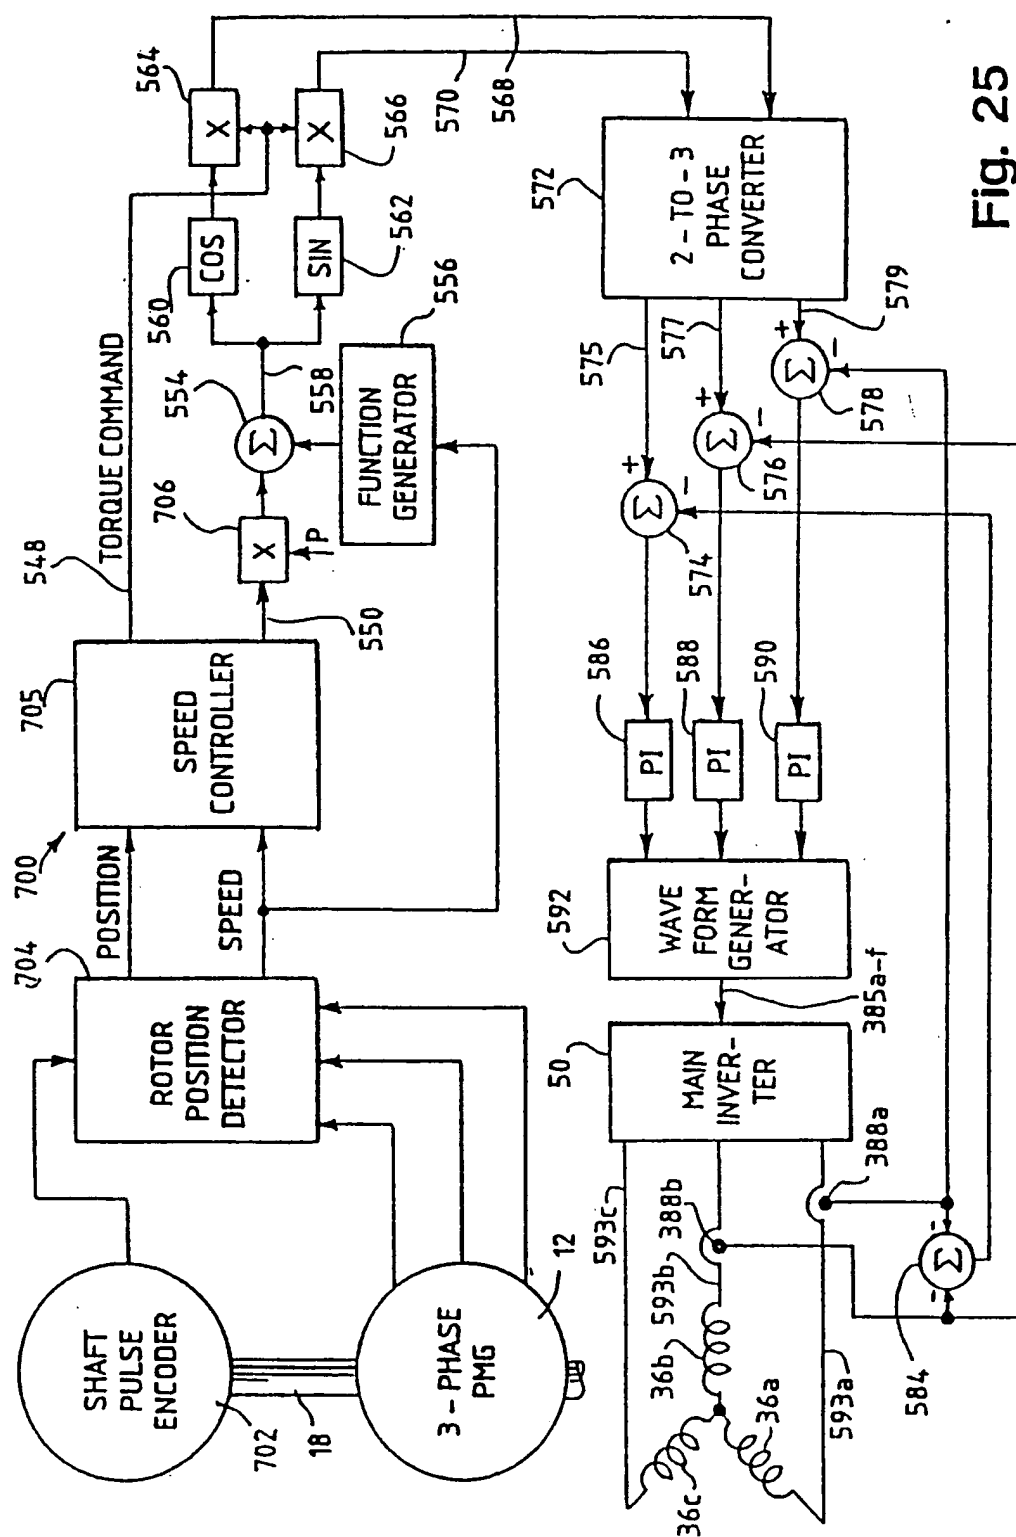 SHAFT
PULSE
ENCODER
702
18
3-PHASE
PMG
12
704
ROTOR
POSITION
DETECTOR
POSITION
SPEED
700
705
SPEED
CONTROLLER
548
TORQUE COMMAND
550
706
X
P
554
Σ
558
FUNCTION
GENERATOR
556
560
COS
SIN
562
564
X
X
566
570
568
572
2-TO-3
PHASE
CONVERTER
575
577
579
+
Σ
-
574
+
Σ
-
576
+
Σ
-
578
586
PI
588
PI
590
PI
592
WAVE
FORM
GENER-
ATOR
385a-f
50
MAIN
INVER-
TER
388a
388b
593c
593b
593a
36b
36a
36c
-
Σ
-
584
Fig. 25